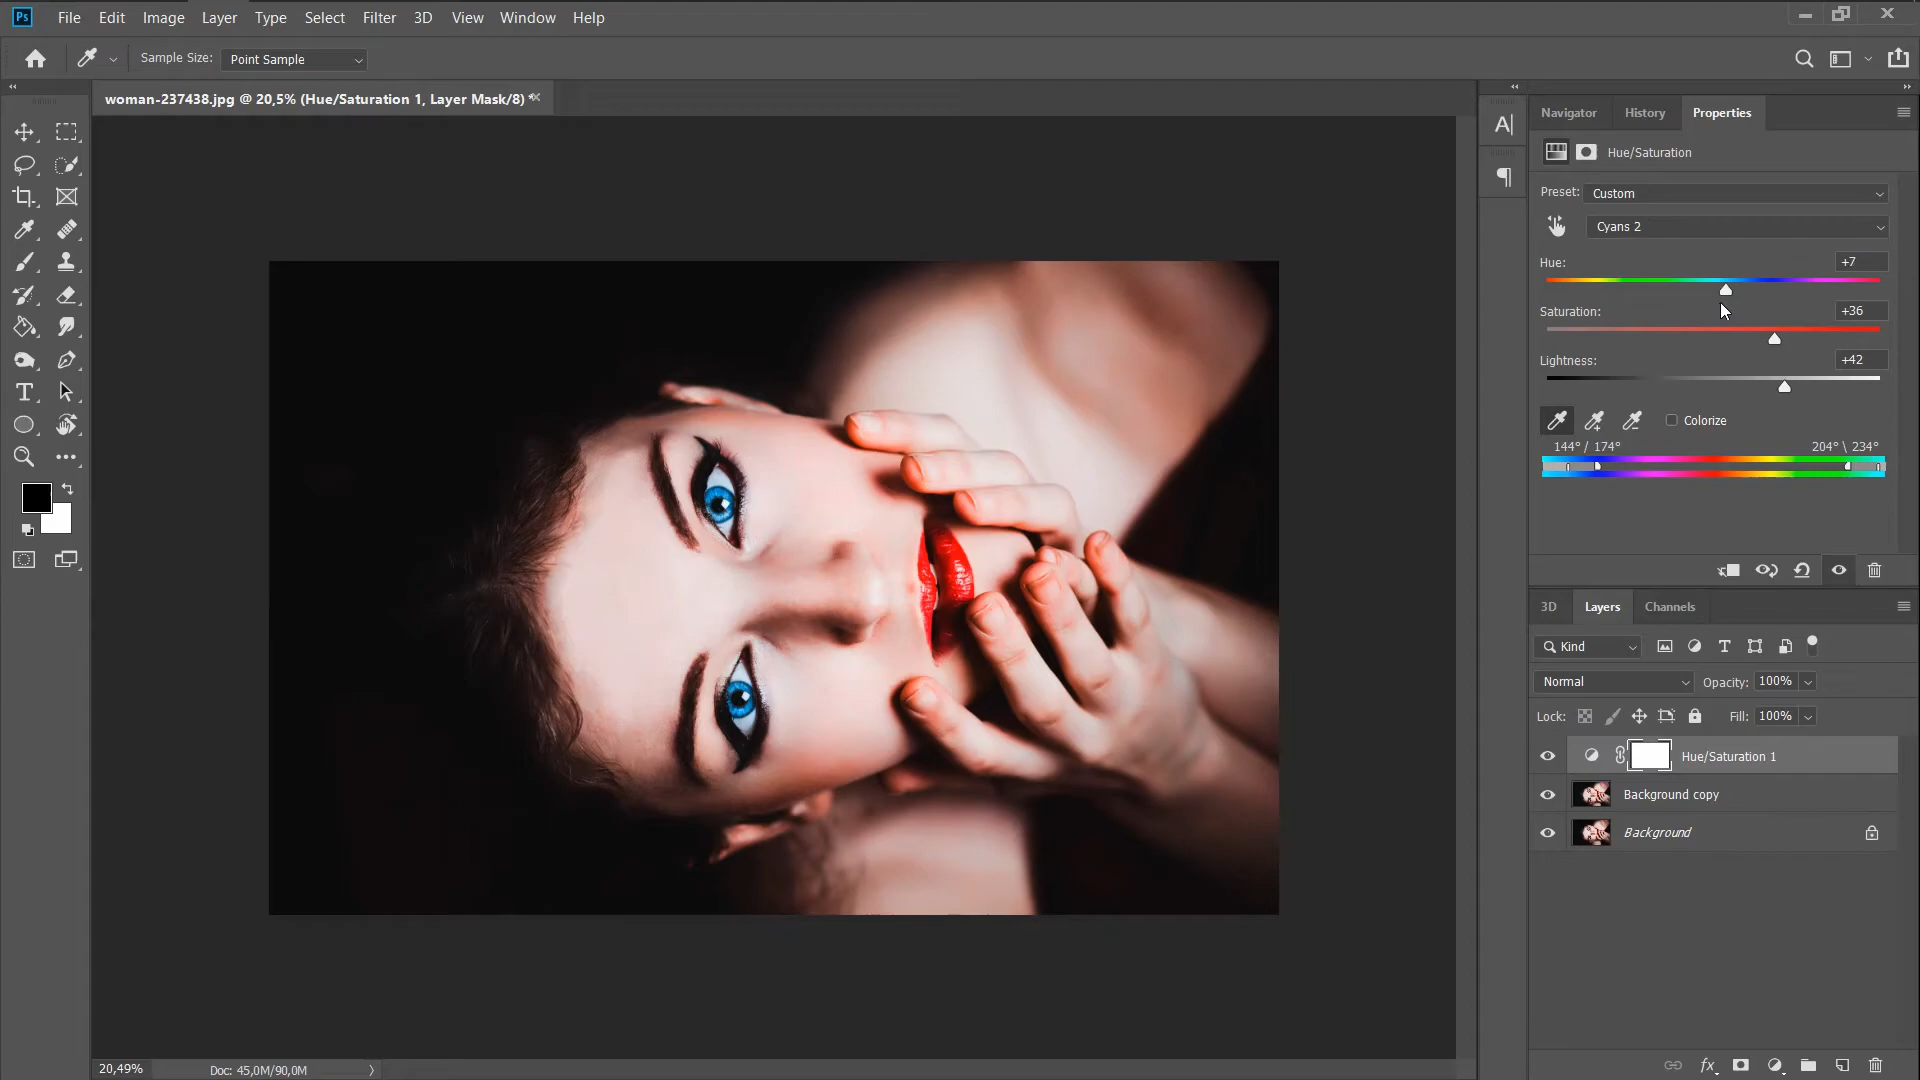 Ps File Edit Image Layer Type Select Filter 3D View Window Help
Sample Size: Point Sample
woman-237438.jpg @ 20,5% (Hue/Saturation 1, Layer Mask/8) *
Navigator History Properties
Hue/Saturation
Preset: Custom
Cyans 2
Hue: +7
Saturation: +36
Lightness: +42
Colorize
144° / 174° 204° \ 234°
3D Layers Channels
Kind
Normal Opacity: 100%
Lock: Fill: 100%
Hue/Saturation 1
Background copy
Background
20,49% Doc: 45,0M/90,0M